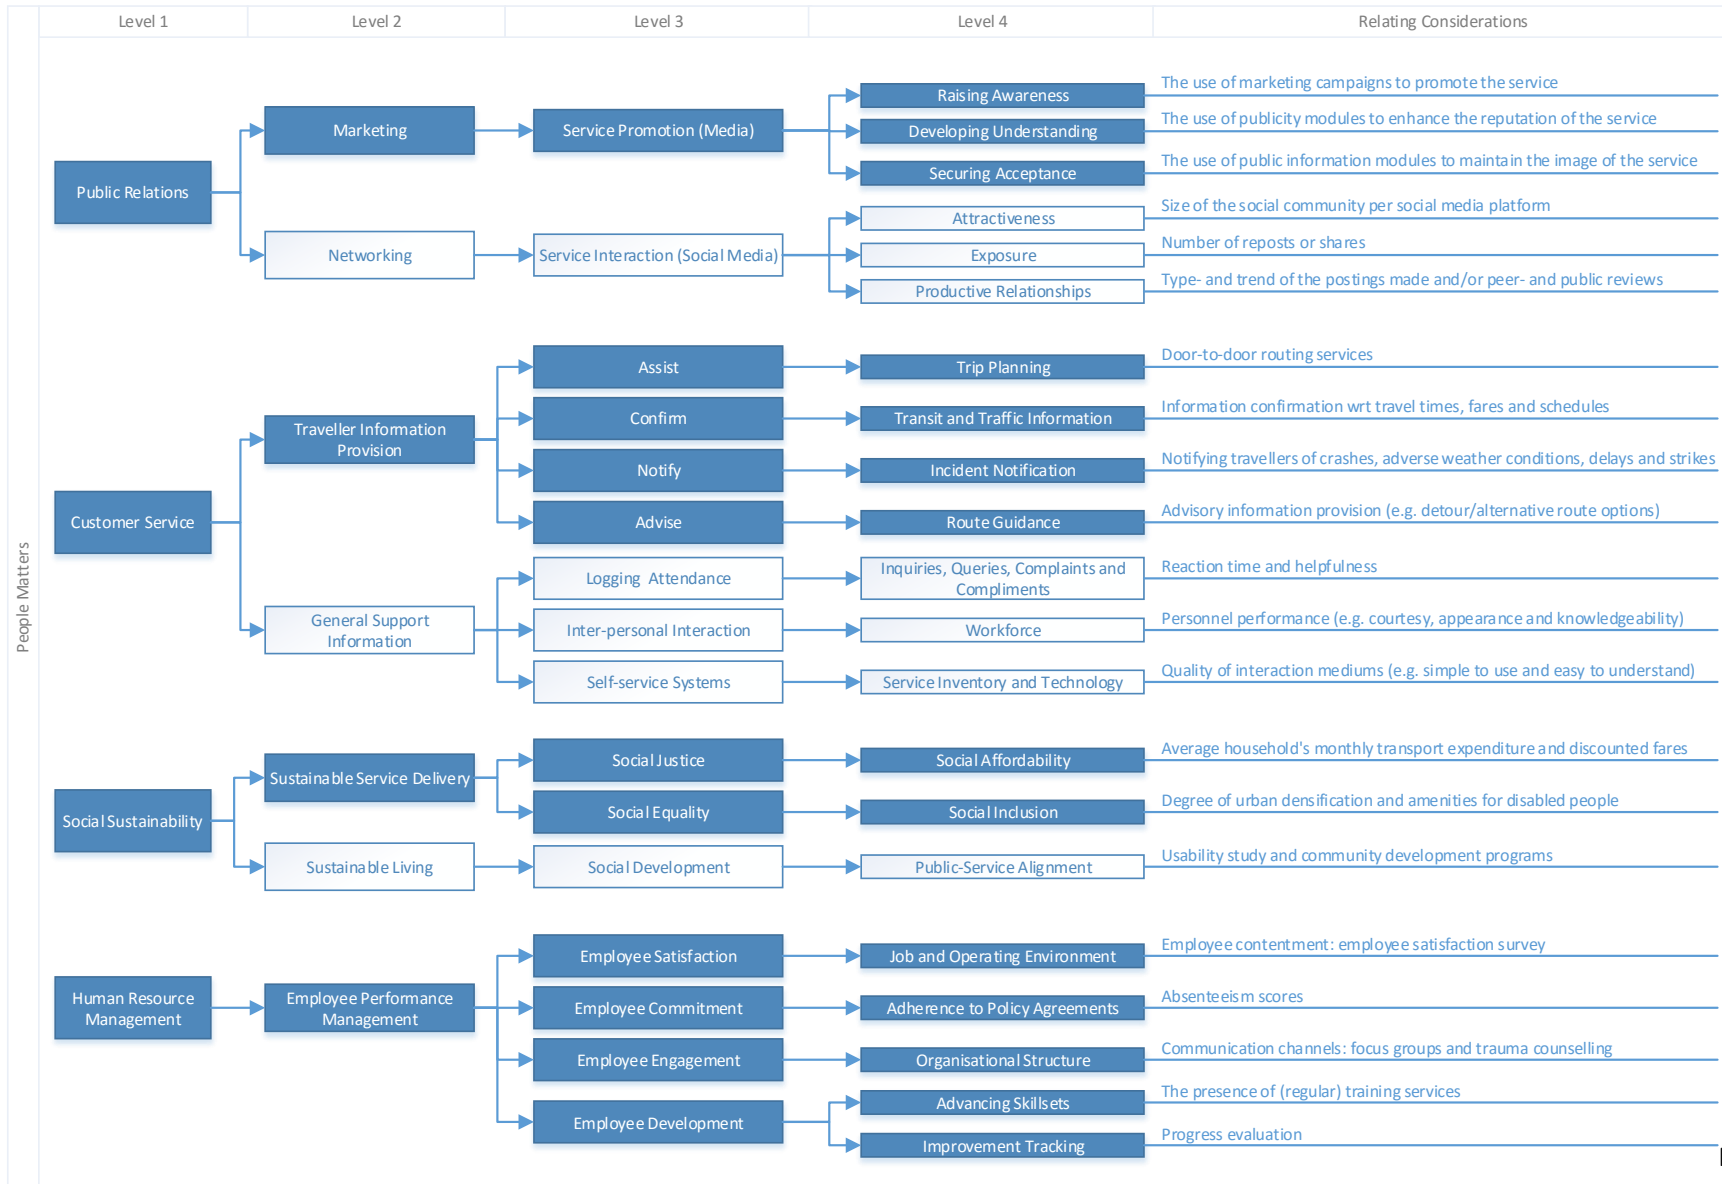 Level 1
Level 2
Level 3
Level 4
Relating Considerations
People Matters
Public Relations
Marketing
Service Promotion (Media)
Raising Awareness
The use of marketing campaigns to promote the service
Developing Understanding
The use of publicity modules to enhance the reputation of the service
Securing Acceptance
The use of public information modules to maintain the image of the service
Networking
Service Interaction (Social Media)
Attractiveness
Size of the social community per social media platform
Exposure
Number of reposts or shares
Productive Relationships
Type- and trend of the postings made and/or peer- and public reviews
Customer Service
Traveller Information
Provision
Assist
Trip Planning
Door-to-door routing services
Confirm
Transit and Traffic Information
Information confirmation wrt travel times, fares and schedules
Notify
Incident Notification
Notifying travellers of crashes, adverse weather conditions, delays and strikes
Advise
Route Guidance
Advisory information provision (e.g. detour/alternative route options)
General Support
Information
Logging Attendance
Inquiries, Queries, Complaints and
Compliments
Reaction time and helpfulness
Inter-personal Interaction
Workforce
Personnel performance (e.g. courtesy, appearance and knowledgeability)
Self-service Systems
Service Inventory and Technology
Quality of interaction mediums (e.g. simple to use and easy to understand)
Social Sustainability
Sustainable Service Delivery
Social Justice
Social Affordability
Average household's monthly transport expenditure and discounted fares
Social Equality
Social Inclusion
Degree of urban densification and amenities for disabled people
Sustainable Living
Social Development
Public-Service Alignment
Usability study and community development programs
Human Resource
Management
Employee Performance
Management
Employee Satisfaction
Job and Operating Environment
Employee contentment: employee satisfaction survey
Employee Commitment
Adherence to Policy Agreements
Absenteeism scores
Employee Engagement
Organisational Structure
Communication channels: focus groups and trauma counselling
Employee Development
Advancing Skillsets
The presence of (regular) training services
Improvement Tracking
Progress evaluation